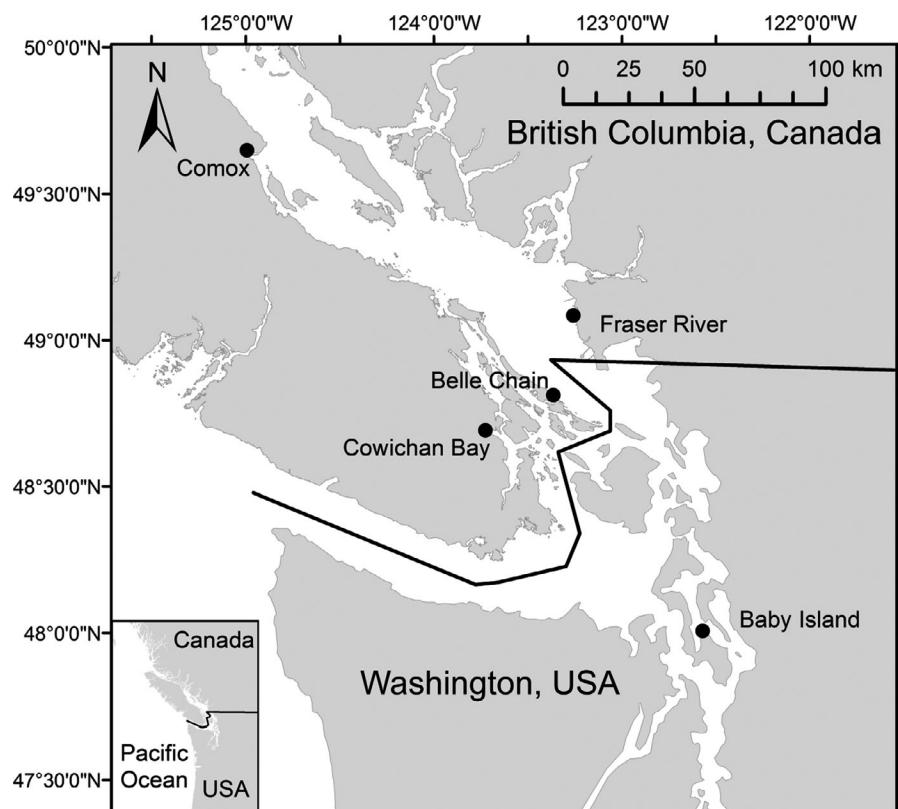 125°0'0"W 124°0'0"W 123°0'0"W 122°0'0"W
50°0'0"N
N
0 25 50 100 km
British Columbia, Canada
Comox
49°30'0"N
Fraser River
49°0'0"N
Belle Chain
Cowichan Bay
48°30'0"N
48°0'0"N
Baby Island
Canada
Washington, USA
Pacific
Ocean
USA
47°30'0"N